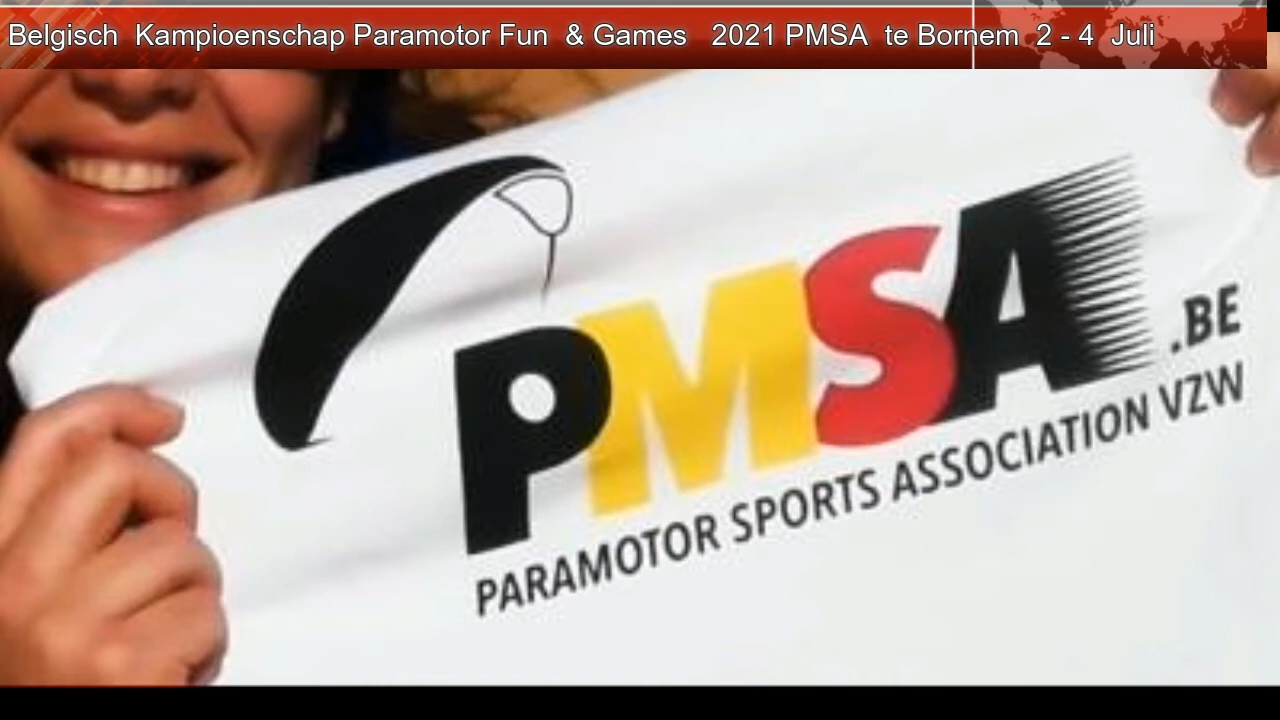 Belgisch Kampioenschap Paramotor Fun & Games 2021 PMSA te Bornem 2 - 4 Juli
PMSA
.BE
PARAMOTOR SPORTS ASSOCIATION VZW